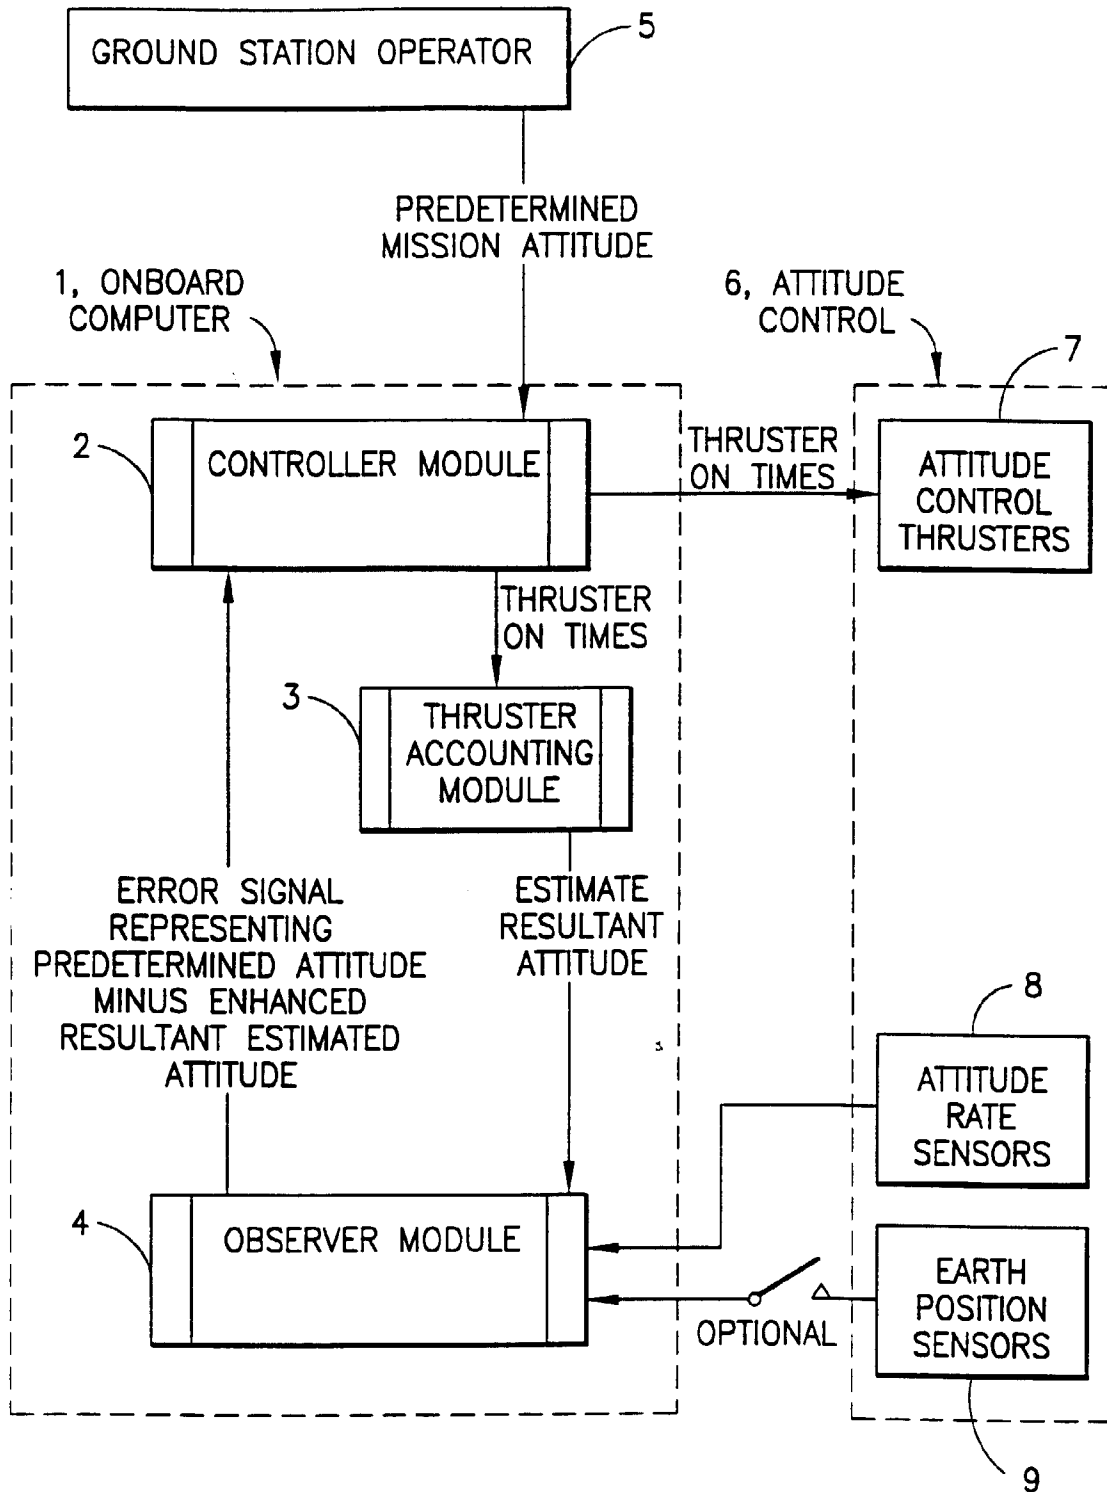 GROUND STATION OPERATOR
5
PREDETERMINED
MISSION ATTITUDE
1, ONBOARD
COMPUTER
6, ATTITUDE
CONTROL
7
2
CONTROLLER MODULE
THRUSTER
ON TIMES
ATTITUDE
CONTROL
THRUSTERS
THRUSTER
ON TIMES
3
THRUSTER
ACCOUNTING
MODULE
ERROR SIGNAL
REPRESENTING
PREDETERMINED ATTITUDE
MINUS ENHANCED
RESULTANT ESTIMATED
ATTITUDE
ESTIMATE
RESULTANT
ATTITUDE
8
ATTITUDE
RATE
SENSORS
4
OBSERVER MODULE
OPTIONAL
EARTH
POSITION
SENSORS
9